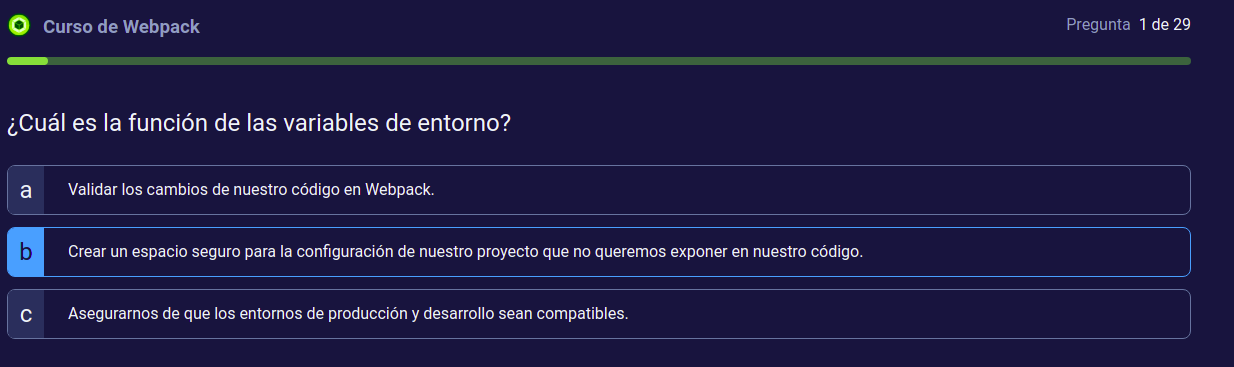 Curso de Webpack
Pregunta 1 de 29
¿Cuál es la función de las variables de entorno?
a Validar los cambios de nuestro código en Webpack.
b Crear un espacio seguro para la configuración de nuestro proyecto que no queremos exponer en nuestro código.
c Asegurarnos de que los entornos de producción y desarrollo sean compatibles.